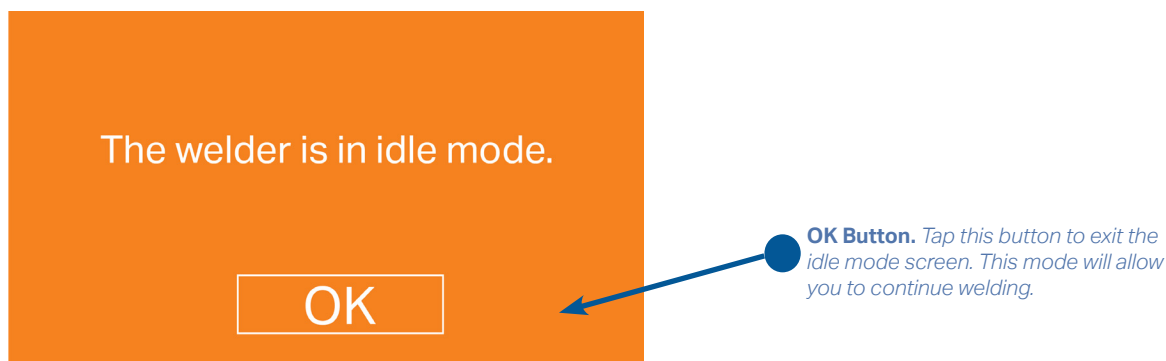 The welder is in idle mode.
OK
OK Button. Tap this button to exit the
idle mode screen. This mode will allow
you to continue welding.